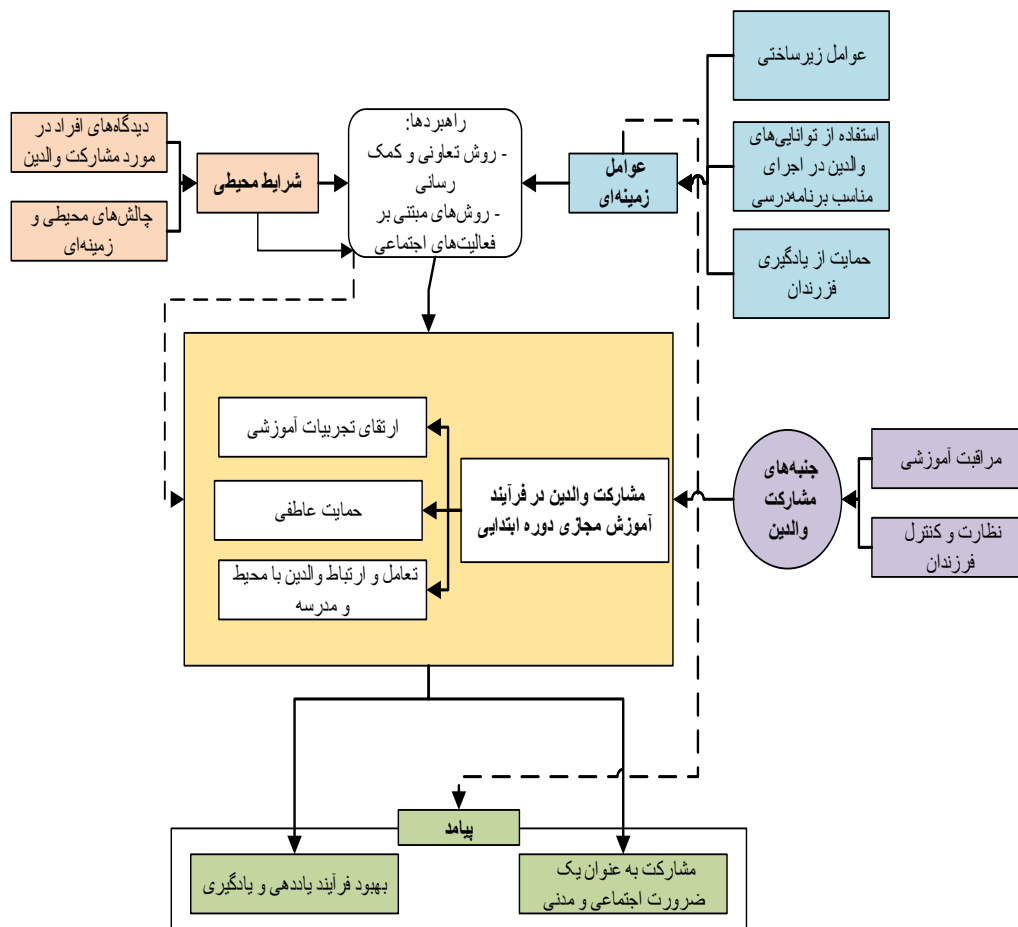 عوامل زیرساختی
استفاده از توانایی‌های
والدین در اجرای
مناسب برنامه‌درسی
حمایت از یادگیری
فزرندان
عوامل
زمینه‌ای
راهبردها:
- روش تعاونی و کمک
رسانی
- روش‌های مبتنی بر
فعالیت‌های اجتماعی
شرایط محیطی
دیدگاه‌های افراد در
مورد مشارکت والدین
چالش‌های محیطی و
زمینه‌ای
مراقبت آموزشی
نظارت و کنترل
فرزندان
جنبه‌های
مشارکت
والدین
مشارکت والدین در فرآیند
آموزش مجازی دوره ابتدایی
ارتقای تجربیات آموزشی
حمایت عاطفی
تعامل و ارتباط والدین با محیط
و مدرسه
پیامد
مشارکت به عنوان یک
ضرورت اجتماعی و مدنی
بهبود فرآیند یاددهی و یادگیری